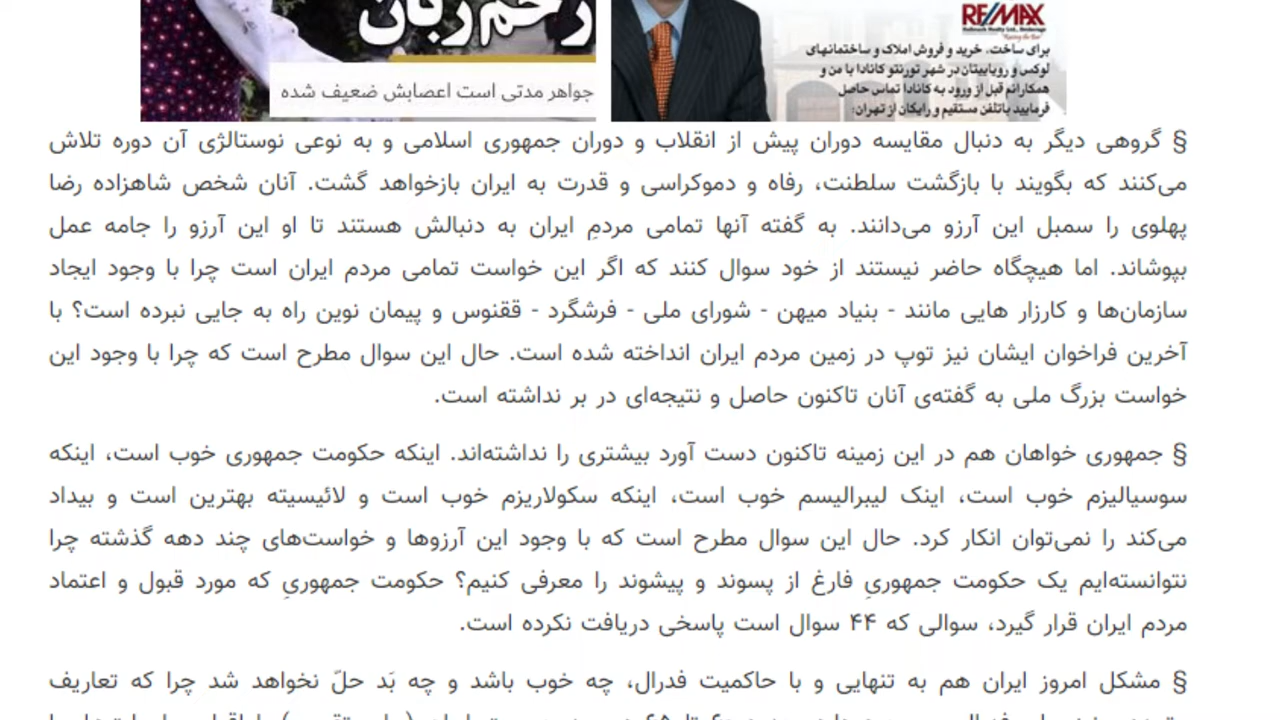 زخم زبان
جواهر مدتی است اعصابش ضعیف شده
RE/MAX
برای ساخت، خرید و فروش املاک و ساختمانهای
لوکس و رویاییتان در شهر تورنتو کانادا با من و
همکارانم قبل از ورود به کانادا تماس حاصل
فرمایید باتلفن مستقیم و رایگان از تهران:
§ گروهی دیگر به دنبال مقایسه دوران پیش از انقلاب و دوران جمهوری اسلامی و به نوعی نوستالژی آن دوره تلاش
می‌کنند که بگویند با بازگشت سلطنت، رفاه و دموکراسی و قدرت به ایران بازخواهد گشت. آنان شخص شاهزاده رضا
پهلوی را سمبل این آرزو می‌دانند. به گفته آنها تمامی مردمِ ایران به دنبالش هستند تا او این آرزو را جامه عمل
بپوشاند. اما هیچگاه حاضر نیستند از خود سوال کنند که اگر این خواست تمامی مردم ایران است چرا با وجود ایجاد
سازمان‌ها و کارزار هایی مانند - بنیاد میهن - شورای ملی - فرشگرد - ققنوس و پیمان نوین راه به جایی نبرده است؟ با
آخرین فراخوان ایشان نیز توپ در زمین مردم ایران انداخته شده است. حال این سوال مطرح است که چرا با وجود این
خواست بزرگ ملی به گفته‌ی آنان تاکنون حاصل و نتیجه‌ای در بر نداشته است.
§ جمهوری خواهان هم در این زمینه تاکنون دست آورد بیشتری را نداشته‌اند. اینکه حکومت جمهوری خوب است، اینکه
سوسیالیزم خوب است، اینک لیبرالیسم خوب است، اینکه سکولاریزم خوب است و لائیسیته بهترین است و بیداد
می‌کند را نمی‌توان انکار کرد. حال این سوال مطرح است که با وجود این آرزوها و خواست‌های چند دهه گذشته چرا
نتوانسته‌ایم یک حکومت جمهوریِ فارغ از پسوند و پیشوند را معرفی کنیم؟ حکومت جمهوریِ که مورد قبول و اعتماد
مردم ایران قرار گیرد، سوالی که ۴۴ سوال است پاسخی دریافت نکرده است.
§ مشکل امروز ایران هم به تنهایی و با حاکمیت فدرال، چه خوب باشد و چه بَد حلّ نخواهد شد چرا که تعاریف